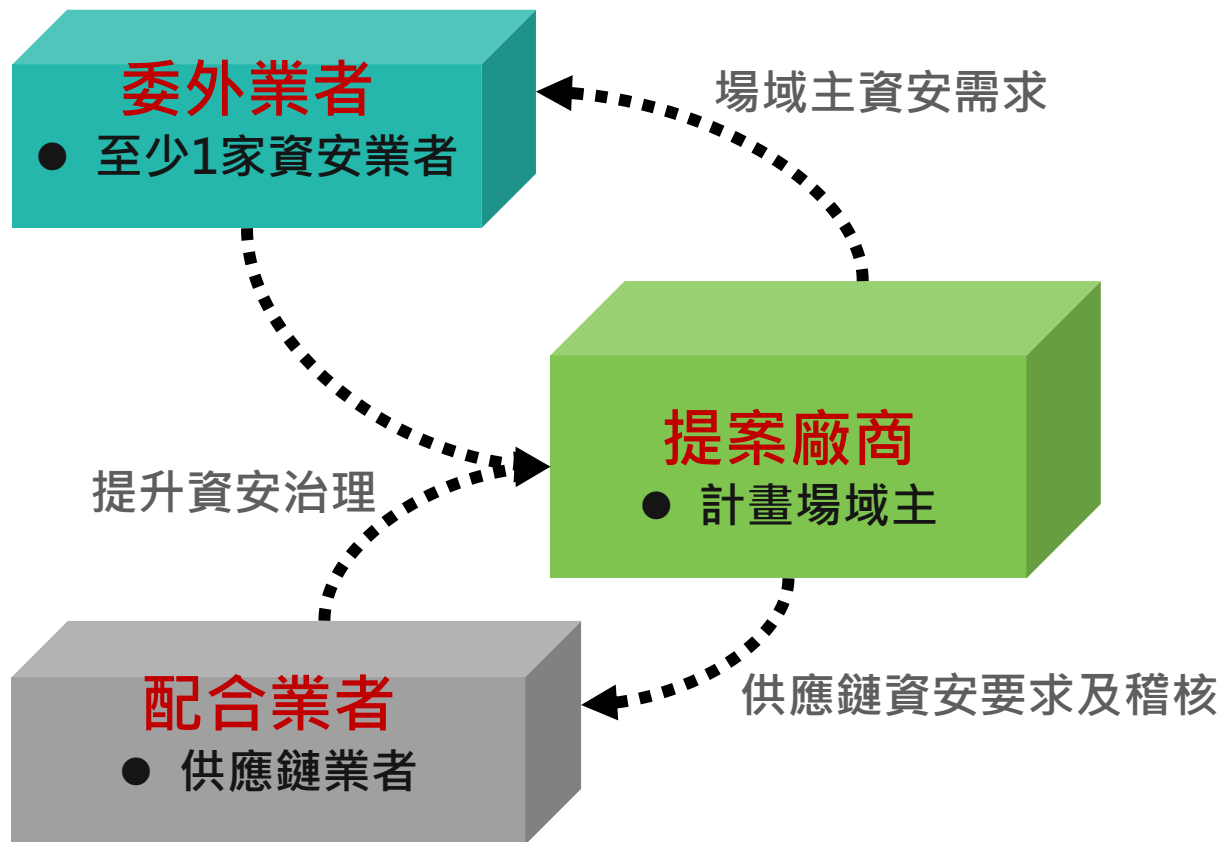 委外業者
● 至少1家資安業者
場域主資安需求
提案廠商
● 計畫場域主
提升資安治理
配合業者
● 供應鏈業者
供應鏈資安要求及稽核